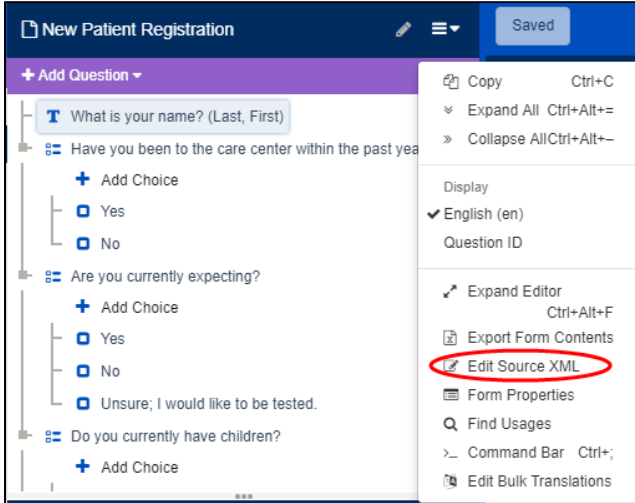 New Patient Registration
Saved
+ Add Question
T What is your name? (Last, First)
Have you been to the care center within the past yea
+ Add Choice
Yes
No
Are you currently expecting?
+ Add Choice
Yes
No
Unsure; I would like to be tested.
Do you currently have children?
+ Add Choice
Copy Ctrl+C
Expand All Ctrl+Alt+=
Collapse AllCtrl+Alt+–
Display
English (en)
Question ID
Expand Editor
Ctrl+Alt+F
Export Form Contents
Edit Source XML
Form Properties
Find Usages
>_ Command Bar Ctrl+;
Edit Bulk Translations